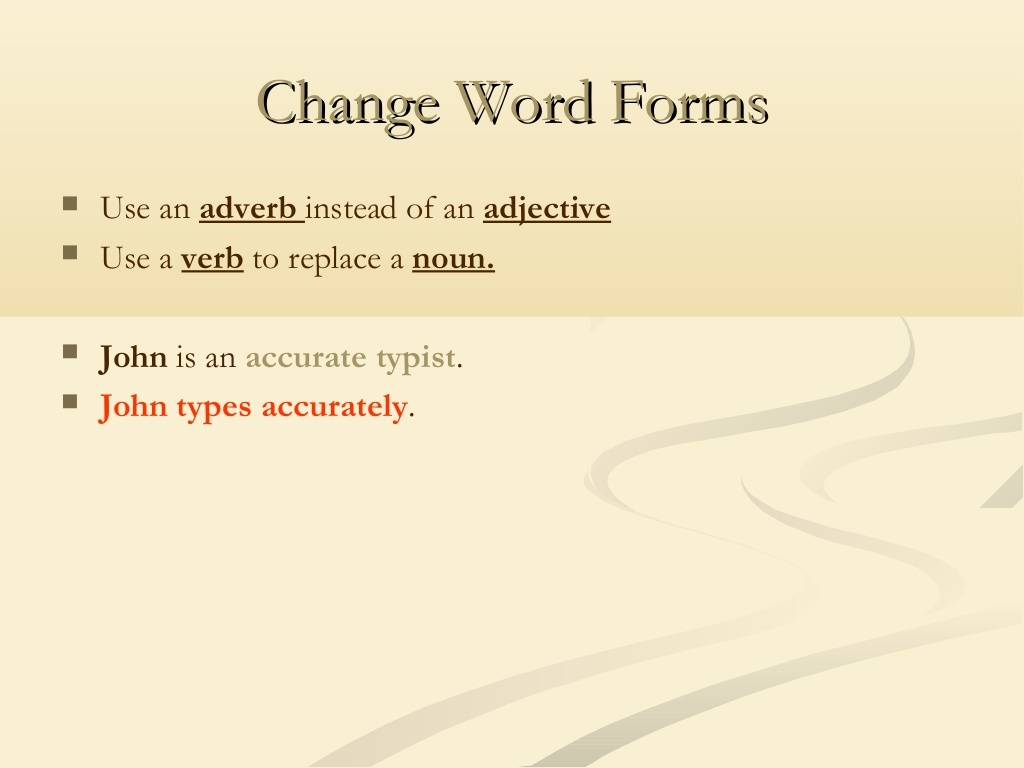 Change Word Forms
Use an adverb instead of an adjective
Use a verb to replace a noun.
John is an accurate typist.
John types accurately.